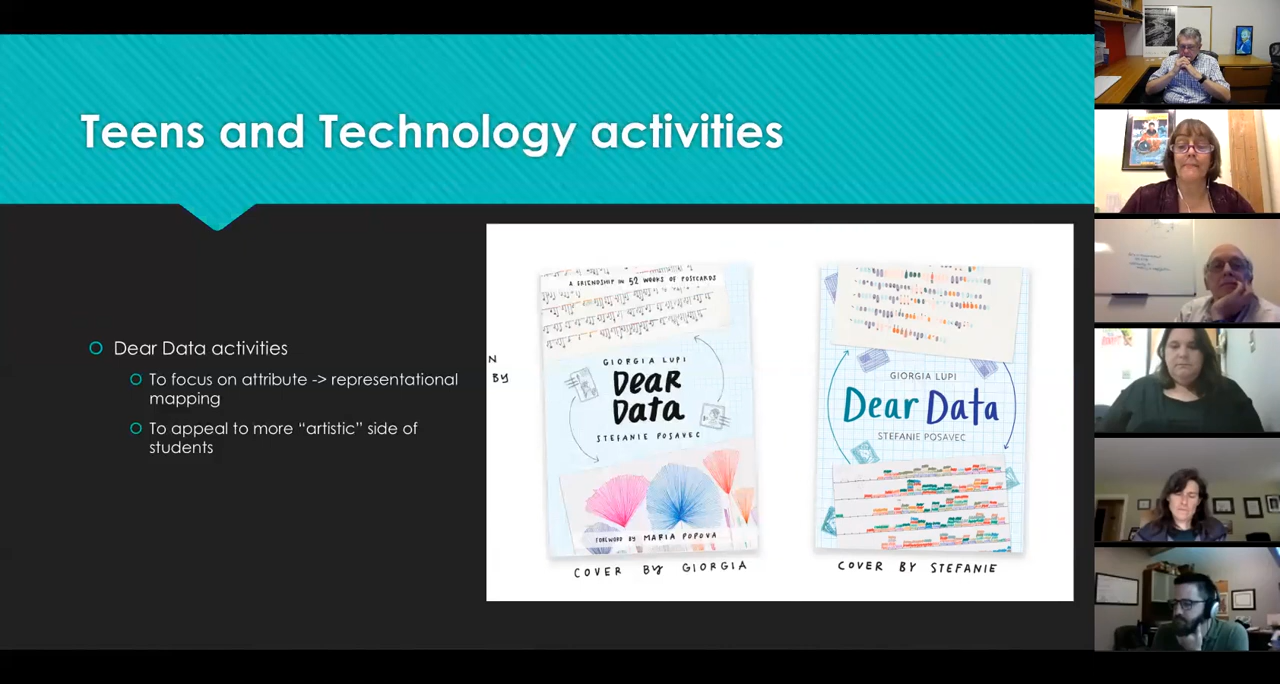 Teens and Technology activities
Dear Data activities
To focus on attribute -> representational
mapping
To appeal to more “artistic” side of
students
N
BY
A FRIENDSHIP IN 52 WEEKS OF POSTCARDS
GIORGIA LUPI
DEAR
DATA
STEFANIE POSAVEC
FOREWORD BY MARIA POPOVA
COVER BY GIORGIA
GIORGIA LUPI
Dear Data
STEFANIE POSAVEC
COVER BY STEFANIE